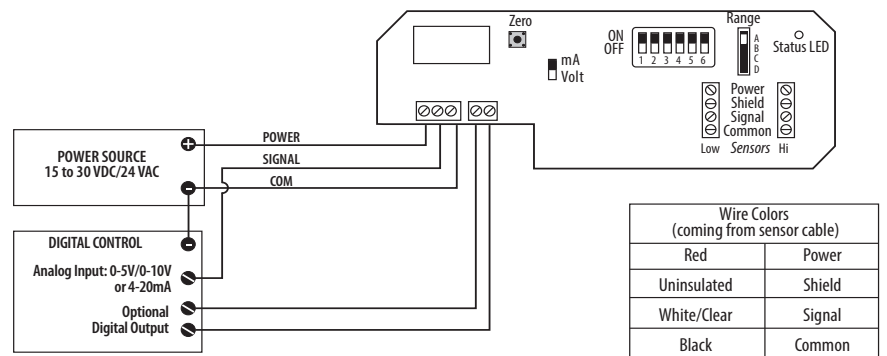 Zero
Range
ON
OFF
1 2 3 4 5 6
A
B
C
D
Status LED
mA
Volt
Power
Shield
Signal
Common
Low Sensors Hi
POWER SOURCE
15 to 30 VDC/24 VAC
POWER
SIGNAL
COM
DIGITAL CONTROL
Analog Input: 0-5V/0-10V
or 4-20mA
Optional
Digital Output
Wire Colors
(coming from sensor cable)
Red Power
Uninsulated Shield
White/Clear Signal
Black Common